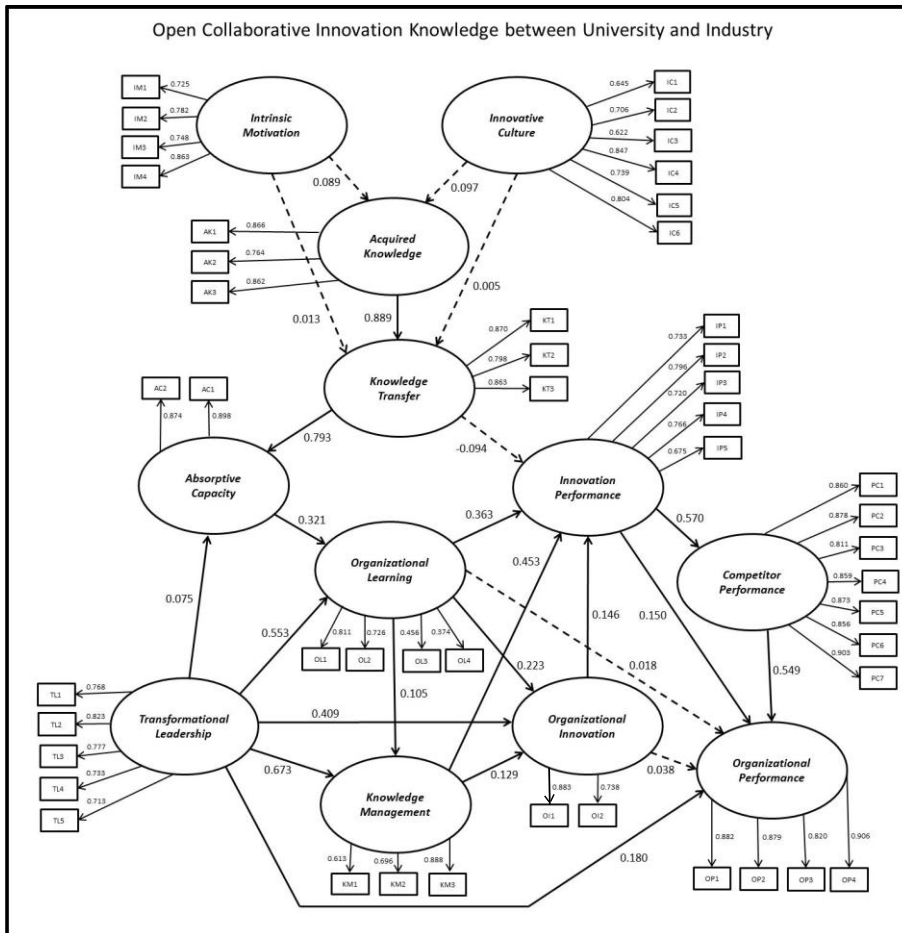 Open Collaborative Innovation Knowledge between University and Industry
IM1
0.725
IM2
0.782
IM3
0.748
IM4
0.863
Intrinsic
Motivation
Innovative
Culture
0.645
IC1
0.706
IC2
0.622
IC3
0.847
IC4
0.739
IC5
0.804
IC6
0.089
0.097
AK1
0.866
AK2
0.764
AK3
0.862
Acquired
Knowledge
0.013
0.889
0.005
Knowledge
Transfer
0.870
KT1
0.798
KT2
0.863
KT3
0.733
IP1
0.796
IP2
0.720
IP3
0.766
IP4
0.675
IP5
AC2
AC1
0.874
0.898
0.793
-0.094
Absorptive
Capacity
Innovation
Performance
0.321
0.363
0.570
0.860
PC1
0.878
PC2
0.811
PC3
0.859
PC4
0.873
PC5
0.856
PC6
0.903
PC7
Organizational
Learning
0.453
Competitor
Performance
0.075
0.553
0.811
0.726
0.456
0.374
OL1
OL2
OL3
OL4
0.146
0.150
0.223
0.018
0.549
0.105
TL1
0.768
TL2
0.823
TL3
0.777
TL4
0.733
TL5
0.713
Transformational
Leadership
0.409
Organizational
Innovation
0.673
0.129
0.038
Organizational
Performance
Knowledge
Management
0.883
0.738
OI1
OI2
0.613
0.696
0.888
KM1
KM2
KM3
0.180
0.882
0.879
0.820
0.906
OP1
OP2
OP3
OP4